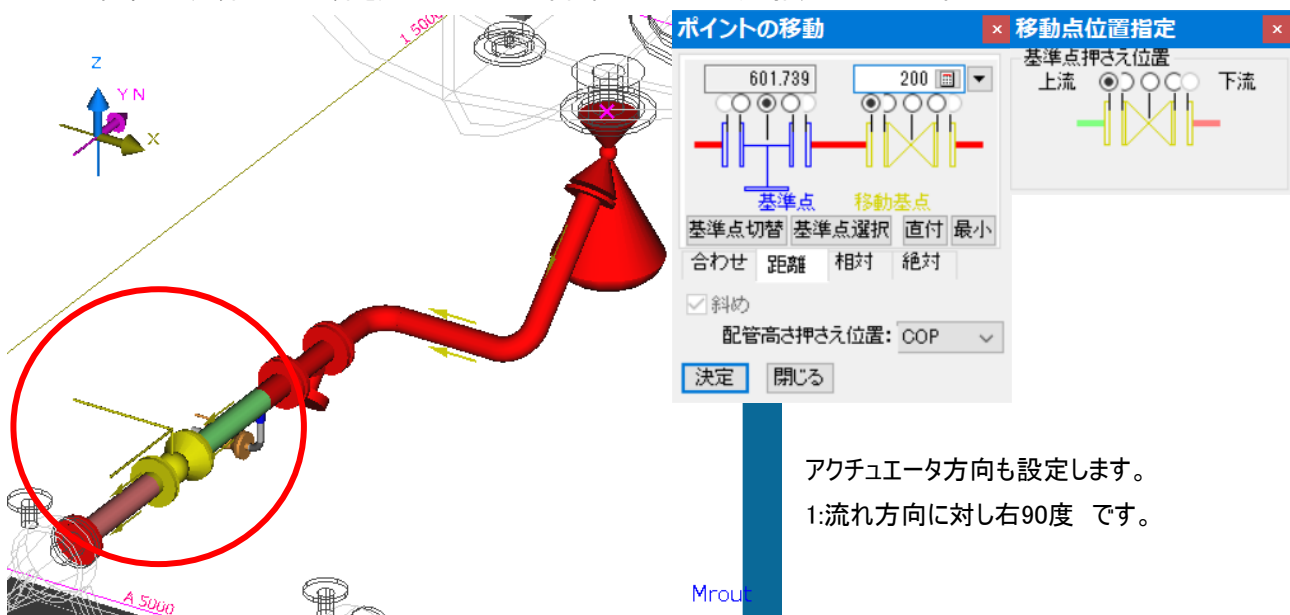 1 5000
Z
Y N
X
A 5000
ポイントの移動
601.739
200
基準点
移動基点
基準点切替 基準点選択 直付 最小
合わせ 距離 相対 絶対
斜め
配管高さ押さえ位置: COP
決定 閉じる
移動点位置指定
基準点押さえ位置
上流 下流
アクチュエータ方向も設定します。
1:流れ方向に対し右90度 です。
Mrout